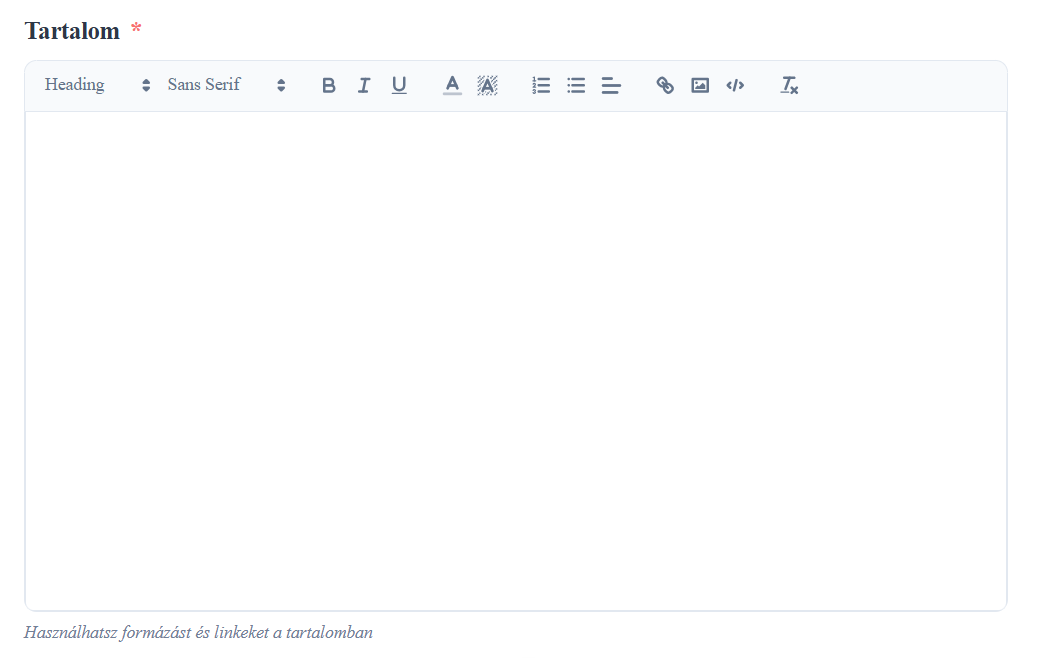 Tartalom *
Heading Sans Serif
Használhatsz formázást és linkeket a tartalomban